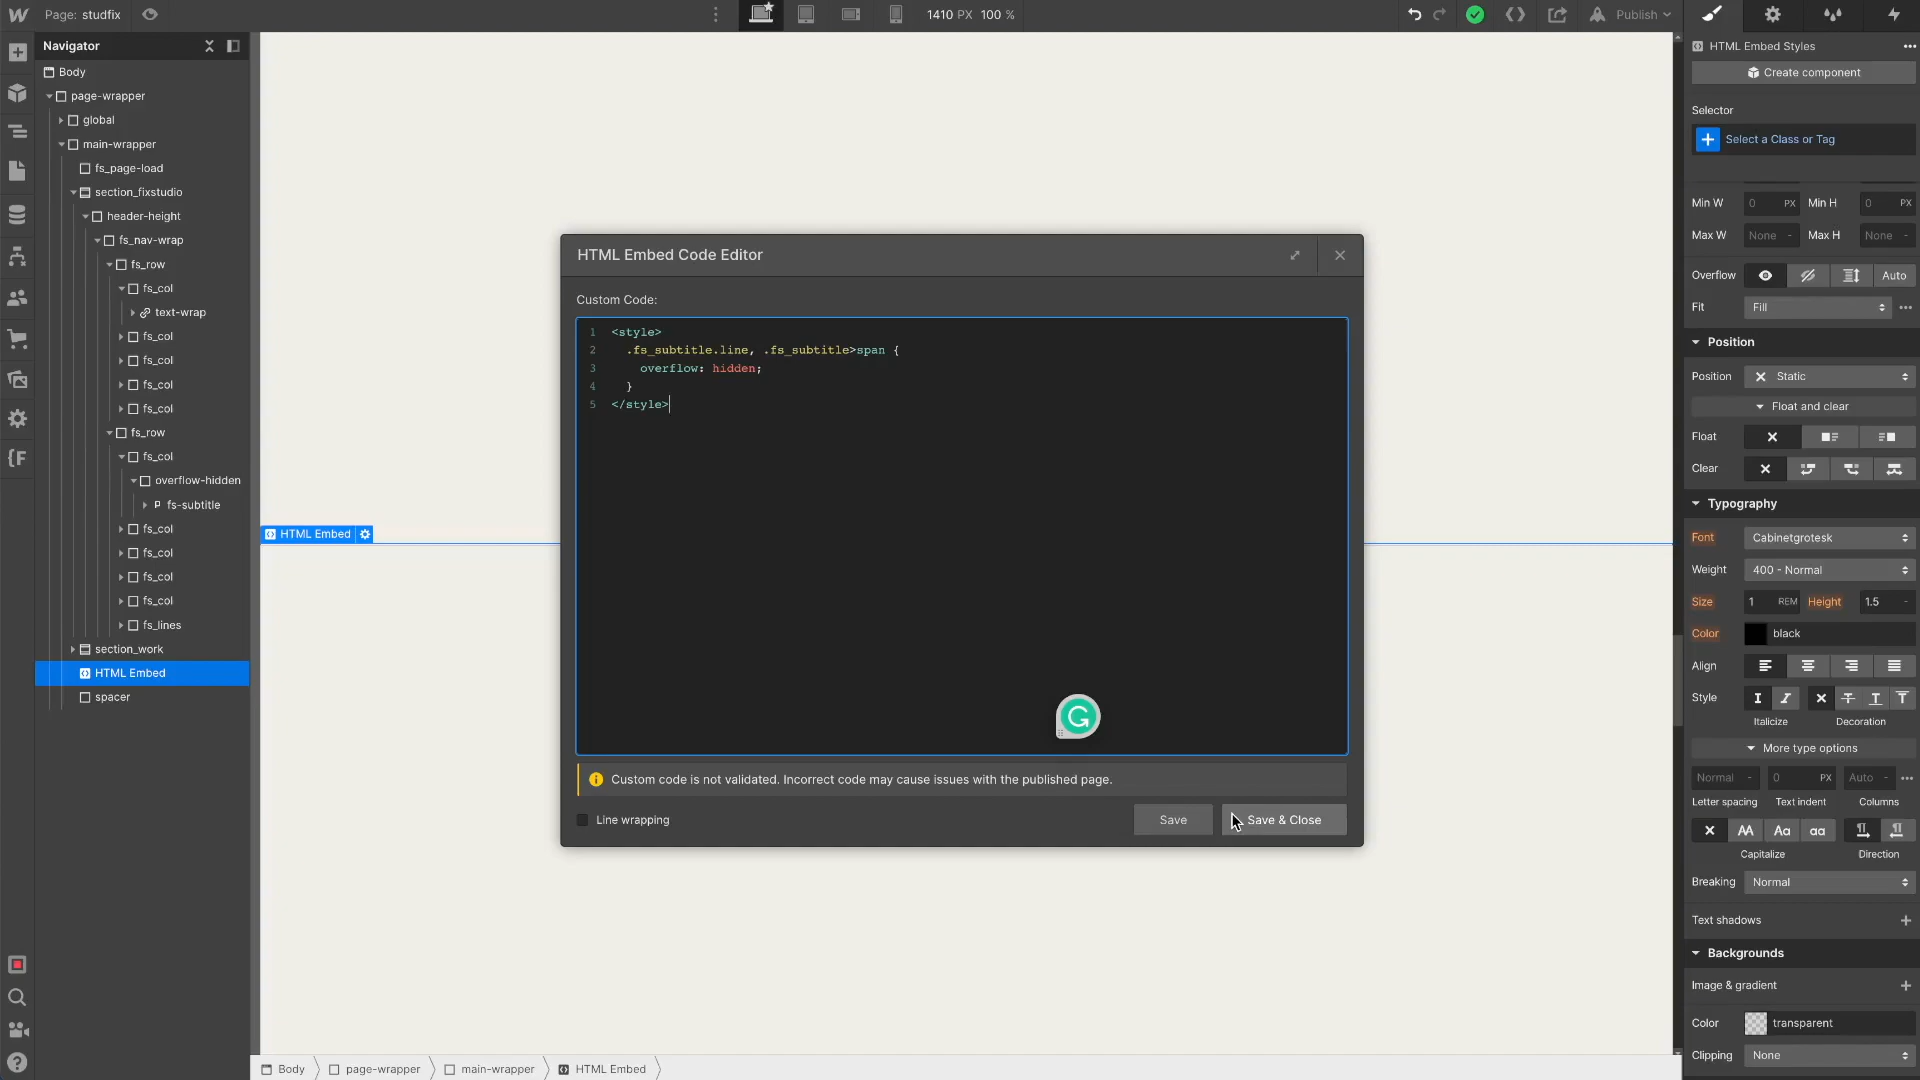 Page: studfix
1410 PX 100 %
Publish
Navigator
Body
page-wrapper
global
main-wrapper
fs_page-load
section_fixstudio
header-height
fs_nav-wrap
fs_row
fs_col
text-wrap
fs_col
fs_col
fs_col
fs_col
fs_row
fs_col
overflow-hidden
fs-subtitle
fs_col
fs_col
fs_col
fs_col
fs_lines
section_work
HTML Embed
spacer
HTML Embed
HTML Embed Code Editor
Custom Code:
1 <style>
2 .fs_subtitle.line, .fs_subtitle>span {
3 overflow: hidden;
4 }
5 </style>
Custom code is not validated. Incorrect code may cause issues with the published page.
Line wrapping
Save
Save & Close
Body
page-wrapper
main-wrapper
HTML Embed
HTML Embed Styles
Create component
Selector
Select a Class or Tag
Min W 0 PX Min H 0 PX
Max W None - Max H None -
Overflow Auto
Fit Fill
Position
Position Static
Float and clear
Float
Clear
Typography
Font Cabinetgrotesk
Weight 400 - Normal
Size 1 REM Height 1.5 -
Color black
Align
Style
Italicize Decoration
More type options
Normal - 0 PX Auto -
Letter spacing Text indent Columns
AA Aa aa
Capitalize Direction
Breaking Normal
Text shadows
Backgrounds
Image & gradient
Color transparent
Clipping None